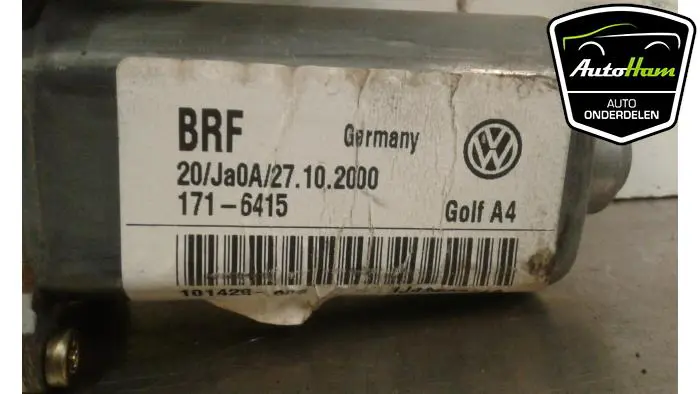 BRF Germany
20/Ja0A/27.10.2000
171-6415 Golf A4
AutoHam
AUTO
ONDERDELEN